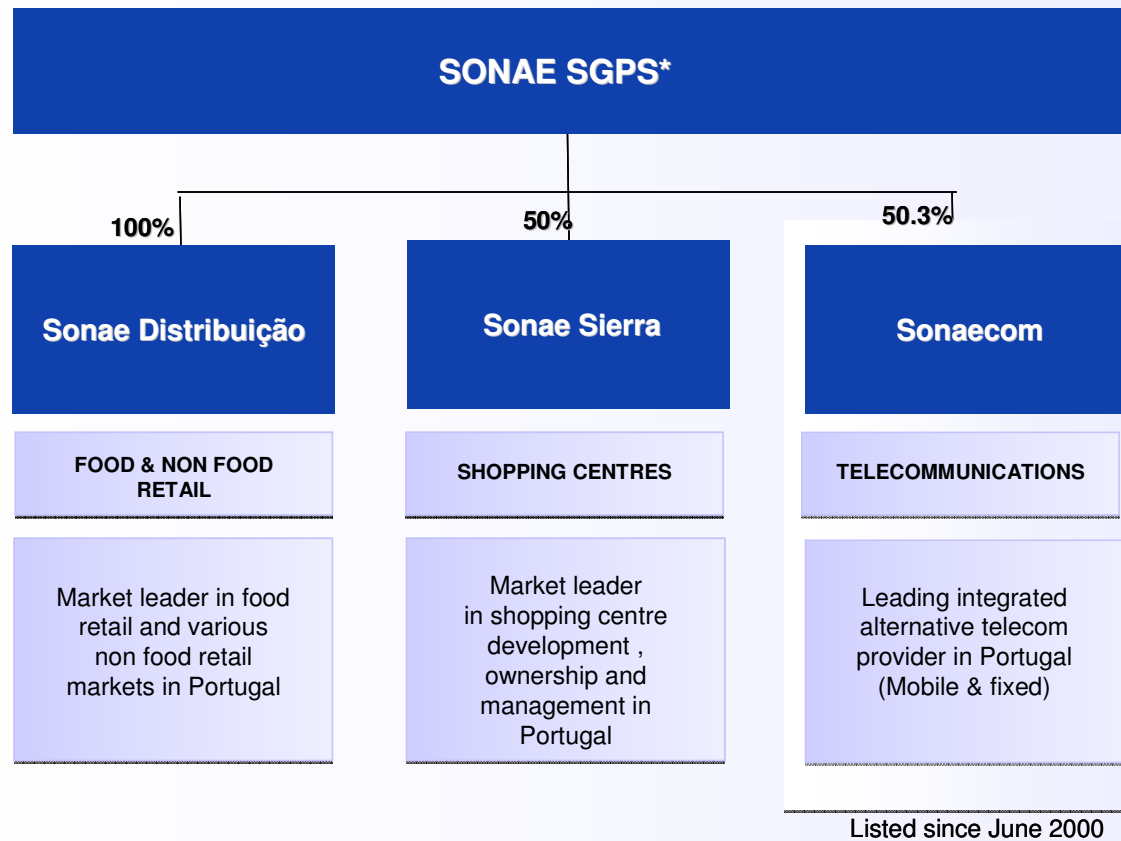 SONAE SGPS*
100%
50%
50.3%
Sonae Distribuição
Sonae Sierra
Sonaecom
FOOD & NON FOOD
RETAIL
SHOPPING CENTRES
TELECOMMUNICATIONS
Market leader in food
retail and various
non food retail
markets in Portugal
Market leader
in shopping centre
development ,
ownership and
management in
Portugal
Leading integrated
alternative telecom
provider in Portugal
(Mobile & fixed)
Listed since June 2000